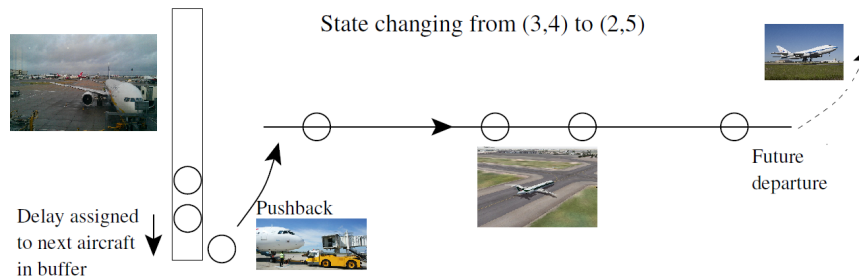 State changing from (3,4) to (2,5)
Delay assigned
to next aircraft
in buffer
Pushback
Future
departure